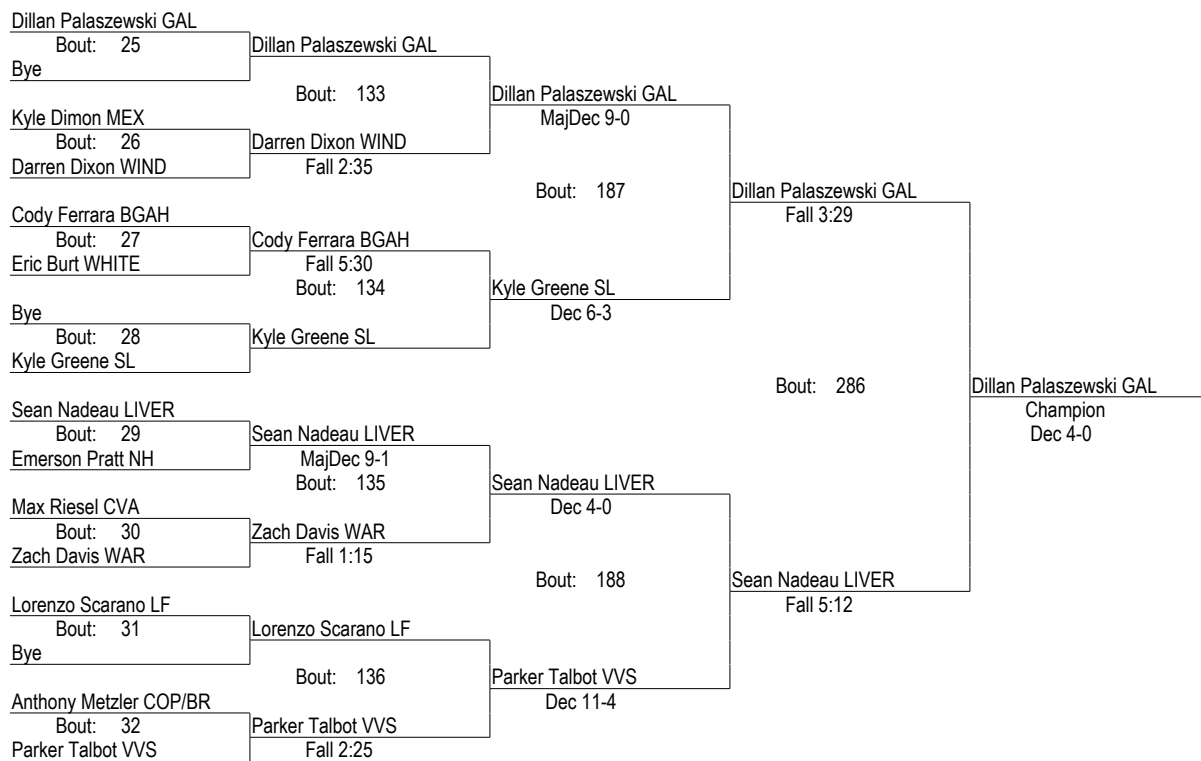 Dillan Palaszewski GAL
Bout: 25
Dillan Palaszewski GAL
Bye
Bout: 133
Dillan Palaszewski GAL
Kyle Dimon MEX
MajDec 9-0
Bout: 26
Darren Dixon WIND
Darren Dixon WIND
Fall 2:35
Bout: 187
Dillan Palaszewski GAL
Cody Ferrara BGAH
Fall 3:29
Bout: 27
Cody Ferrara BGAH
Eric Burt WHITE
Fall 5:30
Bout: 134
Kyle Greene SL
Bye
Dec 6-3
Bout: 28
Kyle Greene SL
Kyle Greene SL
Bout: 286
Dillan Palaszewski GAL
Sean Nadeau LIVER
Champion
Bout: 29
Sean Nadeau LIVER
Dec 4-0
Emerson Pratt NH
MajDec 9-1
Bout: 135
Sean Nadeau LIVER
Max Riesel CVA
Dec 4-0
Bout: 30
Zach Davis WAR
Zach Davis WAR
Fall 1:15
Bout: 188
Sean Nadeau LIVER
Lorenzo Scarano LF
Fall 5:12
Bout: 31
Lorenzo Scarano LF
Bye
Bout: 136
Parker Talbot VVS
Anthony Metzler COP/BR
Dec 11-4
Bout: 32
Parker Talbot VVS
Parker Talbot VVS
Fall 2:25